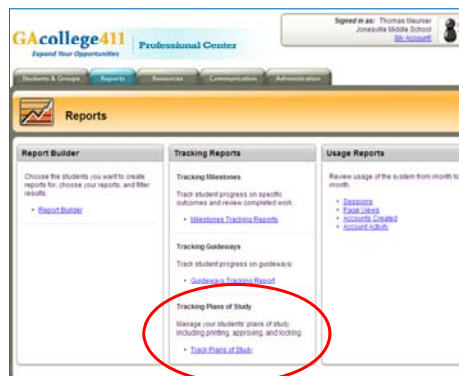 Signed in as: Thomas Meunier
Jonesville Middle School
My Account
GAcollege411
Expand Your Opportunities
Professional Center
Students & Groups
Reports
Resources
Communication
Administration
Reports
Report Builder
Choose the students you want to create
reports for, choose your reports, and filter
results.
Report Builder
Tracking Reports
Tracking Milestones
Track student progress on specific
outcomes and review completed work.
Milestones Tracking Reports
Tracking Guideways
Track student progress on guideways.
Guideways Tracking Report
Tracking Plans of Study
Manage your students' plans of study
including printing, approving, and locking.
Track Plans of Study
Usage Reports
Review usage of the system from month to
month.
Sessions
Page Views
Accounts Created
Account Activity